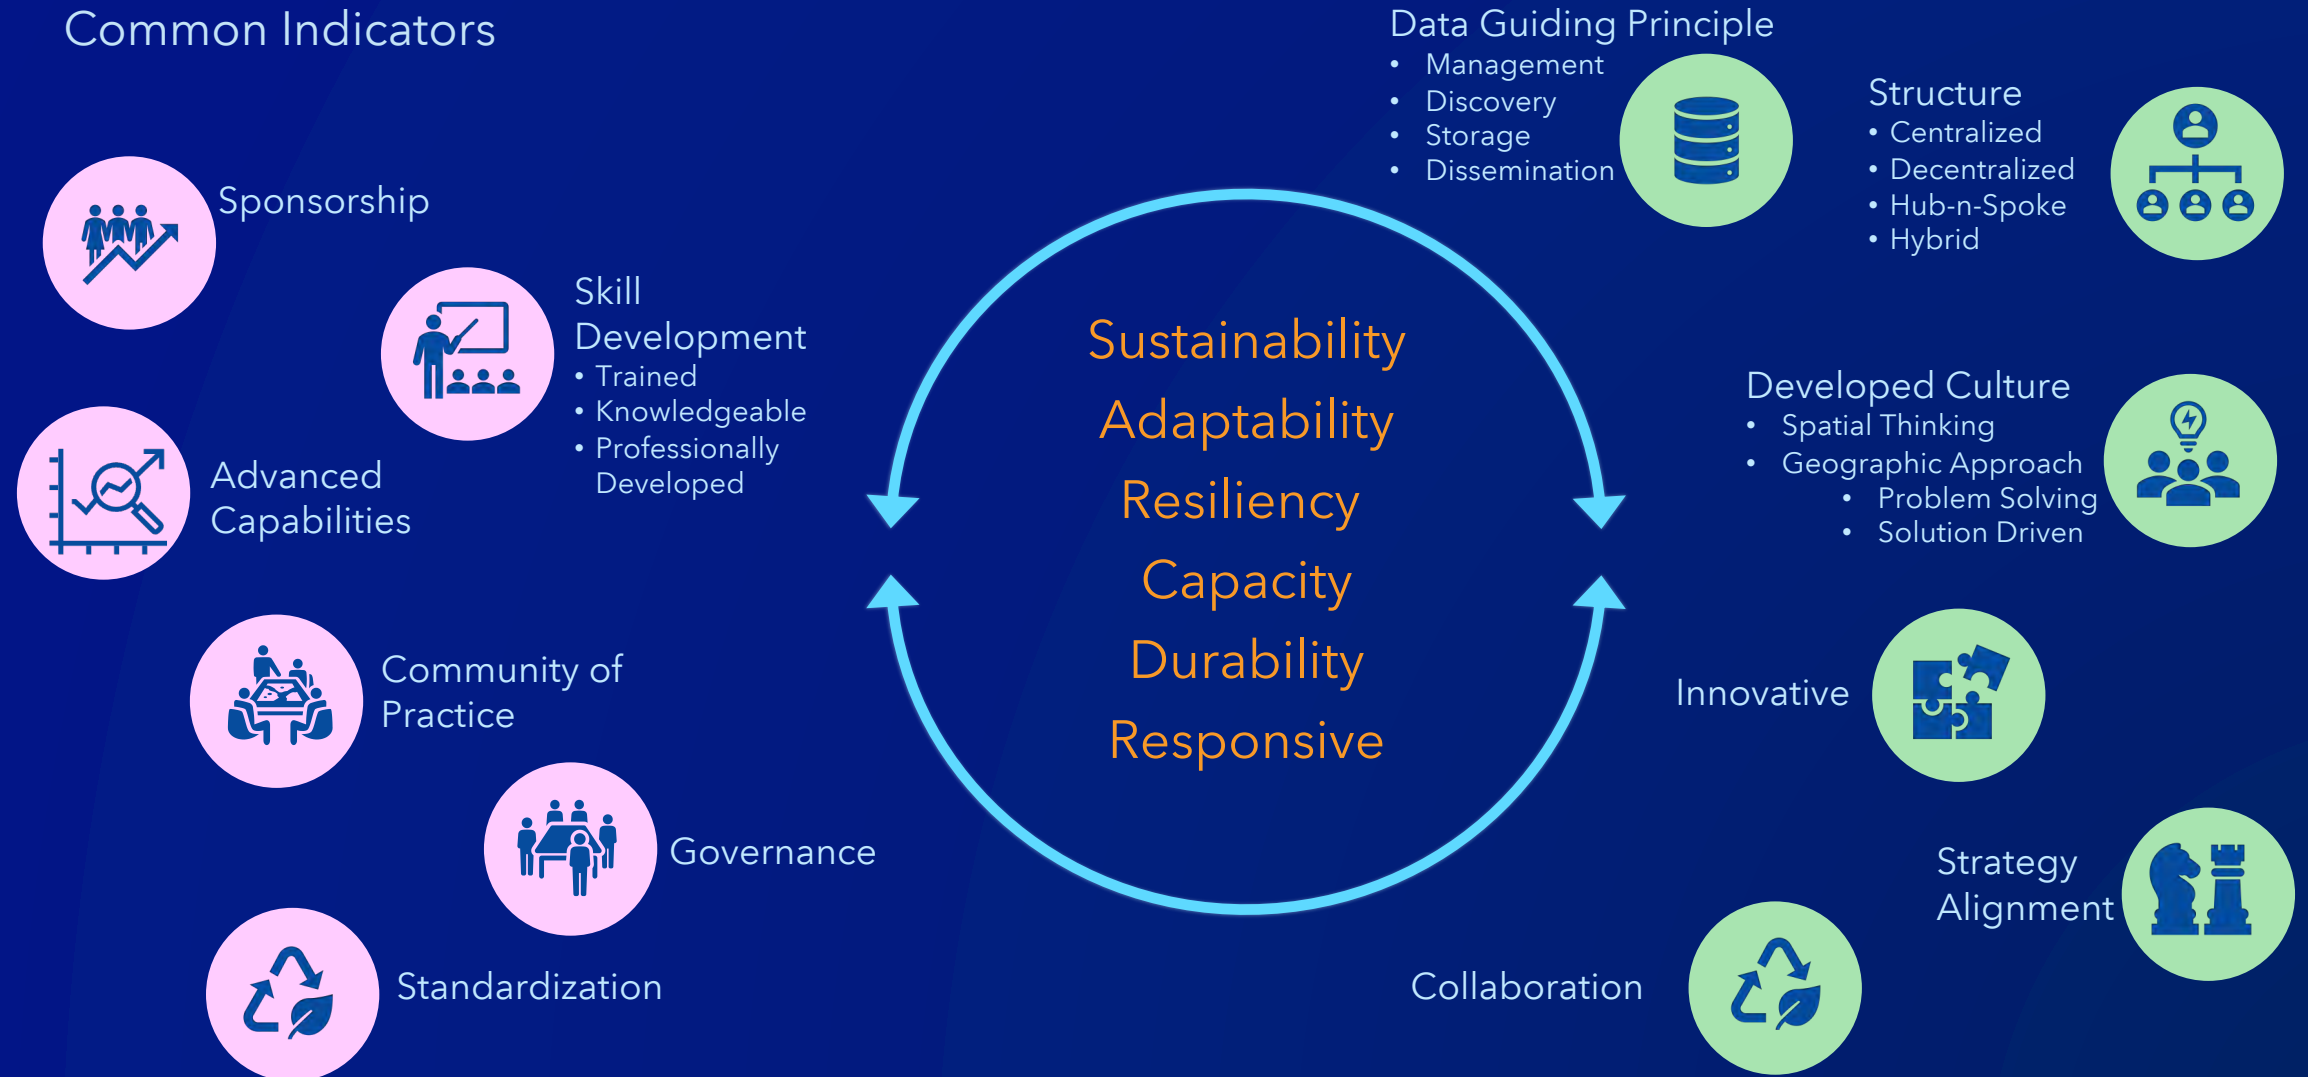 Common Indicators
Sponsorship
Skill
Development
• Trained
• Knowledgeable
• Professionally
Developed
Advanced
Capabilities
Community of
Practice
Governance
Standardization
Sustainability
Adaptability
Resiliency
Capacity
Durability
Responsive
Data Guiding Principle
• Management
• Discovery
• Storage
• Dissemination
Structure
• Centralized
• Decentralized
• Hub-n-Spoke
• Hybrid
Developed Culture
• Spatial Thinking
• Geographic Approach
• Problem Solving
• Solution Driven
Innovative
Strategy
Alignment
Collaboration